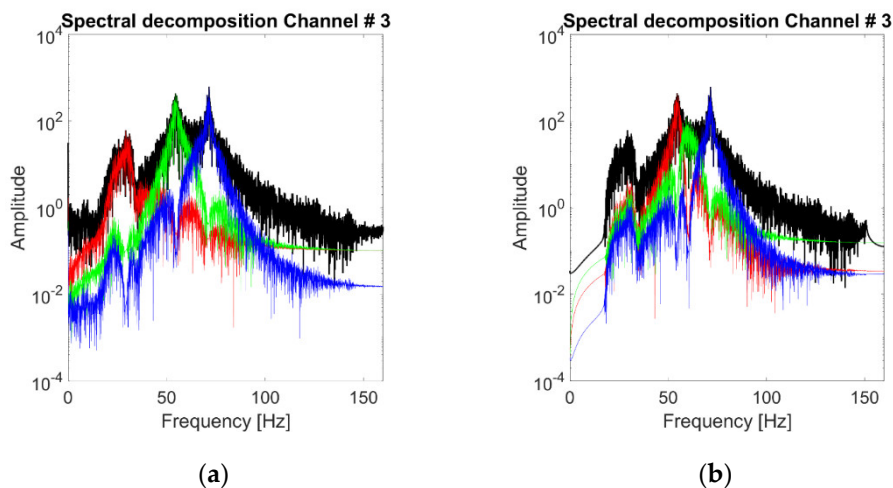 Spectral decomposition Channel # 3
10^4
10^2
10^0
10^-2
10^-4
Amplitude
0 50 100 150
Frequency [Hz]
(a)
Spectral decomposition Channel # 3
10^4
10^2
10^0
10^-2
10^-4
Amplitude
0 50 100 150
Frequency [Hz]
(b)